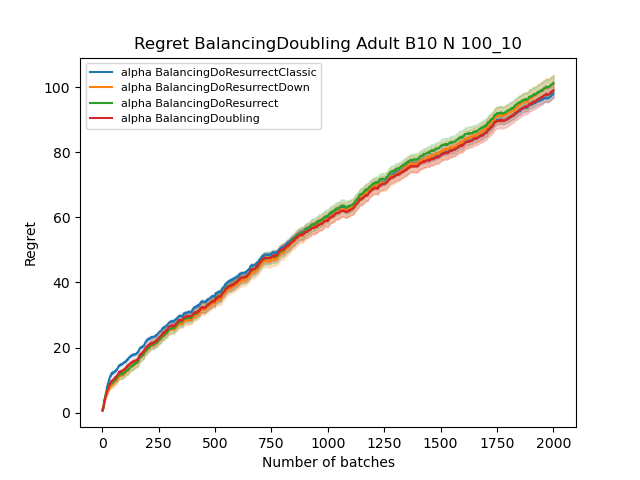 Regret BalancingDoubling Adult B10 N 100_10
alpha BalancingDoResurrectClassic
alpha BalancingDoResurrectDown
alpha BalancingDoResurrect
alpha BalancingDoubling
Regret
100
80
60
40
20
0
0 250 500 750 1000 1250 1500 1750 2000
Number of batches